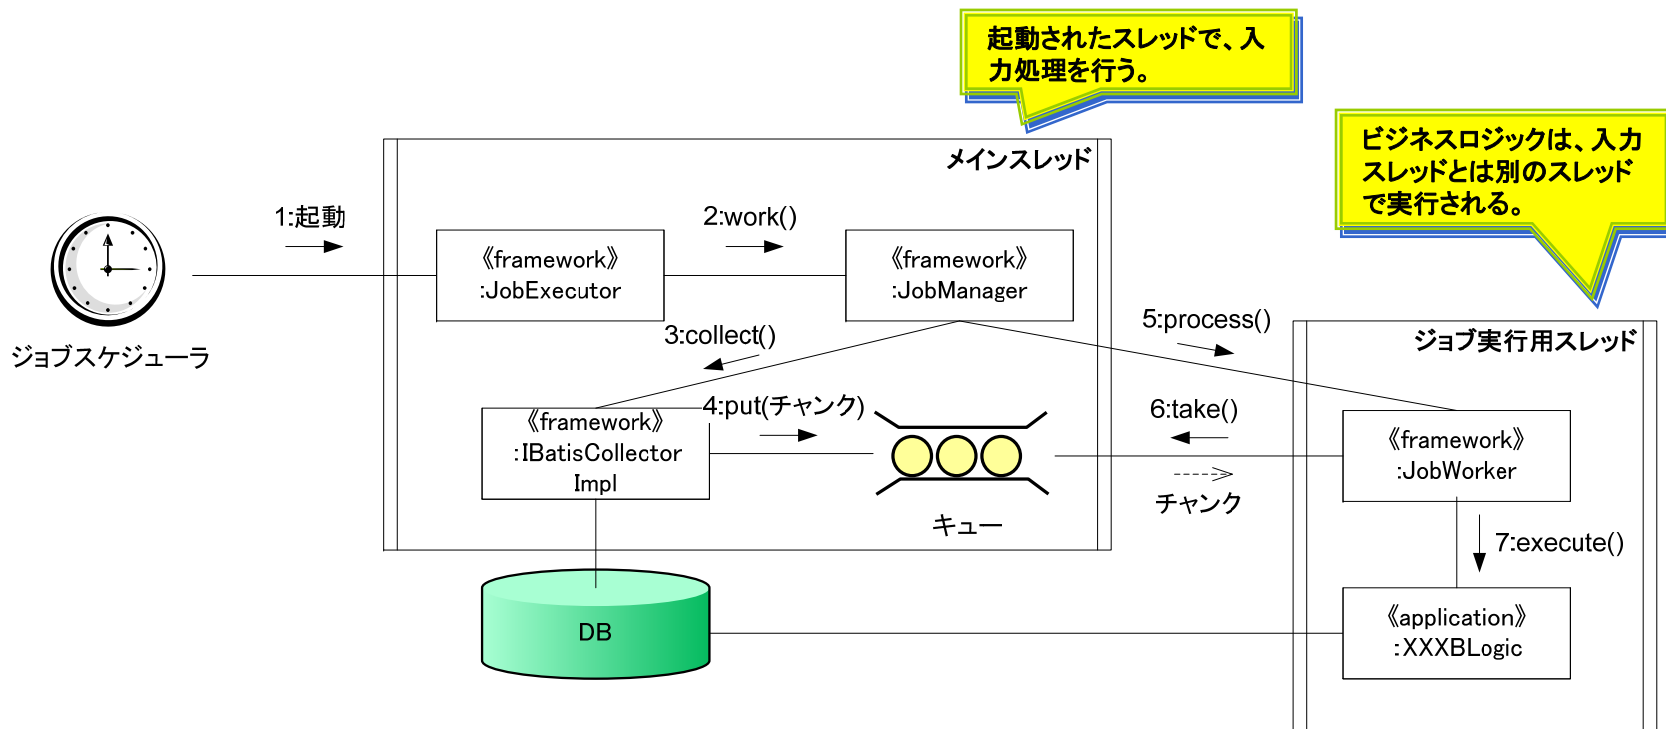 起動されたスレッドで、入
力処理を行う。
ビジネスロジックは、入力
スレッドとは別のスレッド
で実行される。
メインスレッド
1:起動
2:work()
《framework》
:JobExecutor
《framework》
:JobManager
ジョブスケジューラ
3:collect()
5:process()
ジョブ実行用スレッド
《framework》
:IBatisCollector
Impl
4:put(チャンク)
キュー
6:take()
チャンク
《framework》
:JobWorker
7:execute()
DB
《application》
:XXXBLogic